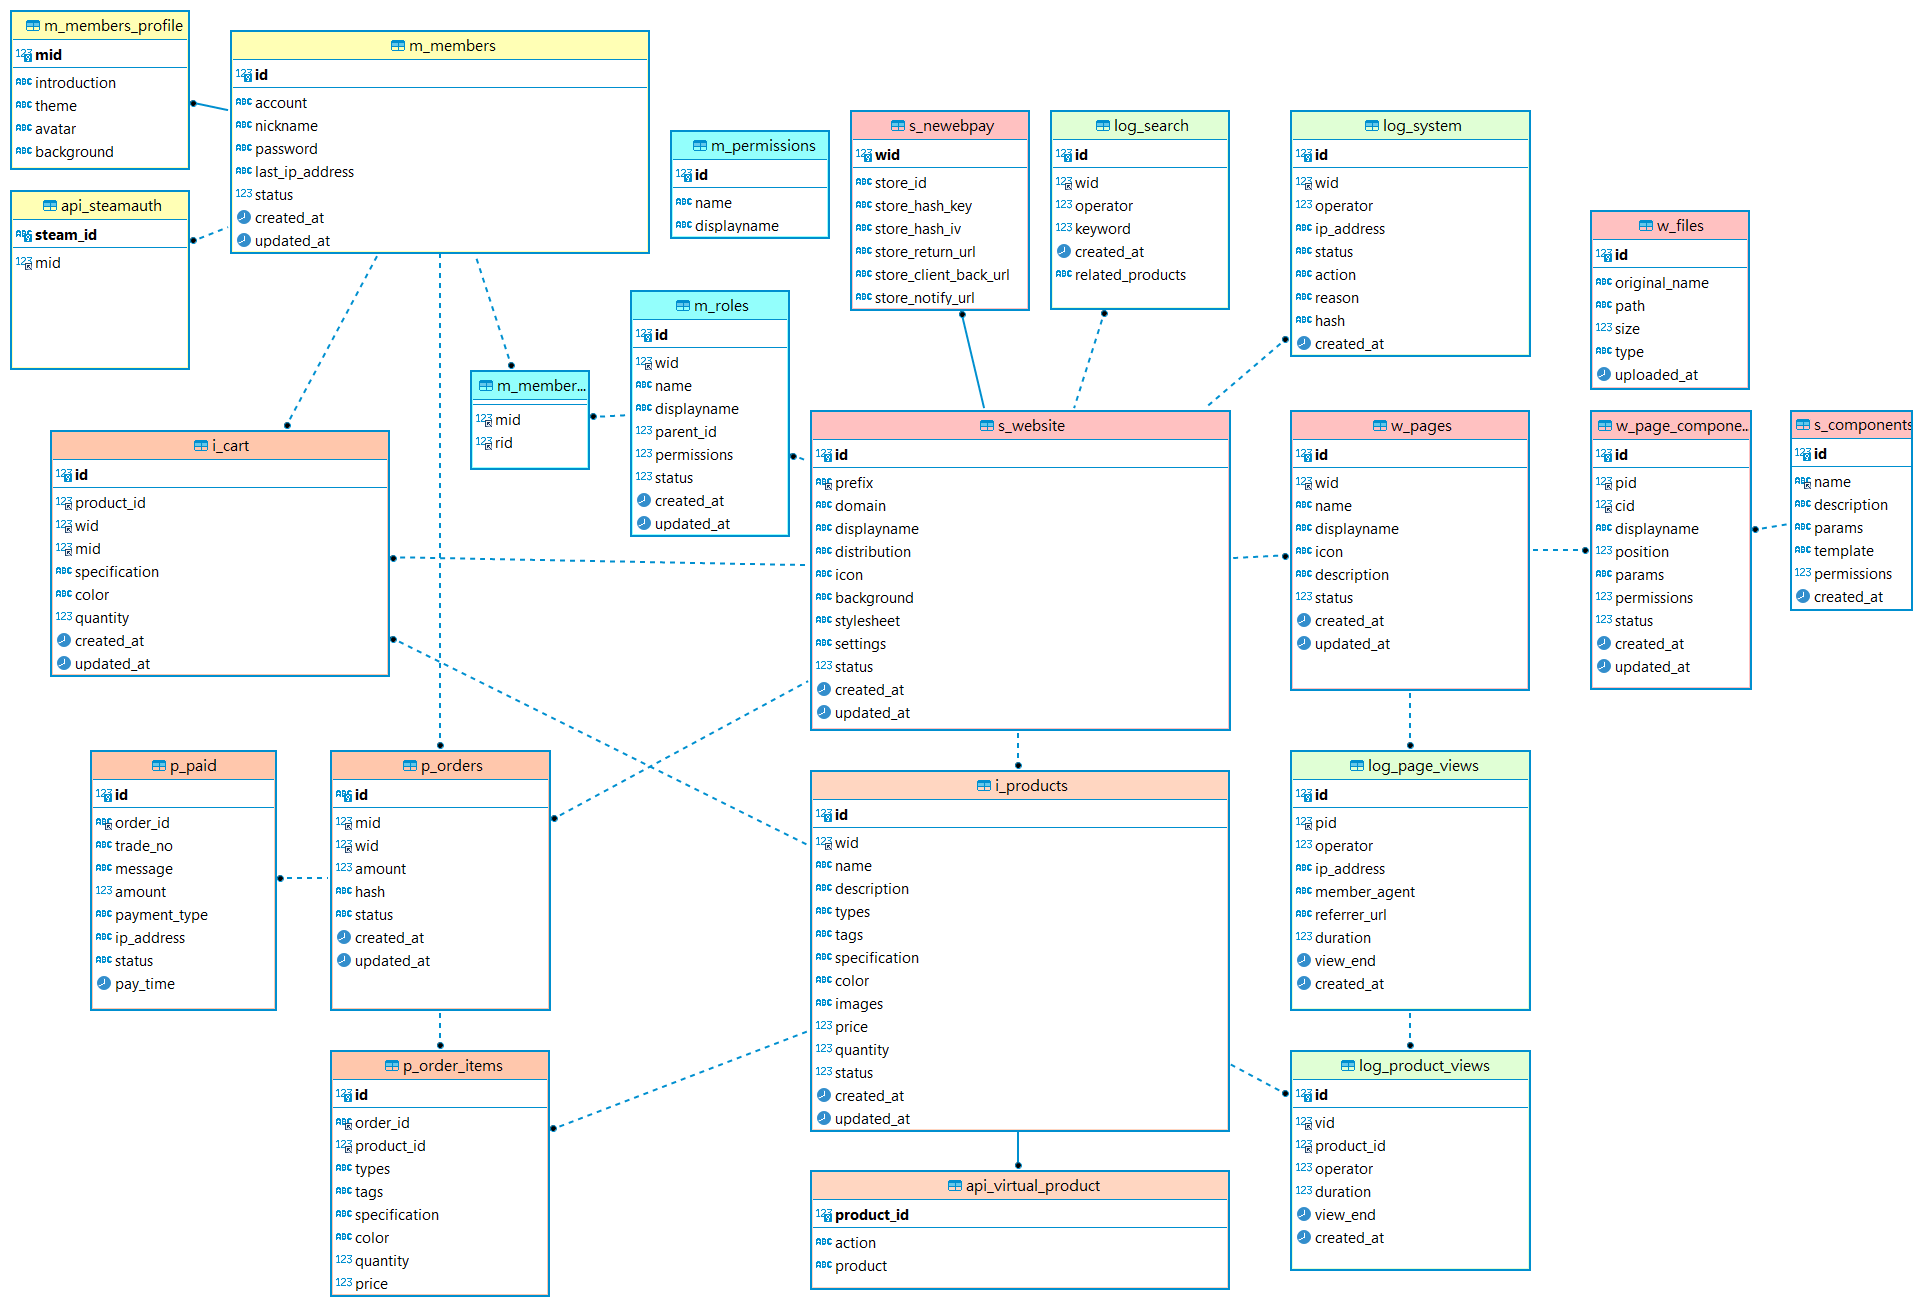 m_members_profile
mid
introduction
theme
avatar
background
m_members
id
account
nickname
password
last_ip_address
status
created_at
updated_at
api_steamauth
steam_id
mid
m_permissions
id
name
displayname
s_newebpay
wid
store_id
store_hash_key
store_hash_iv
store_return_url
store_client_back_url
store_notify_url
log_search
id
wid
operator
keyword
created_at
related_products
log_system
id
wid
operator
ip_address
status
action
reason
hash
created_at
w_files
id
original_name
path
size
type
uploaded_at
m_roles
id
wid
name
displayname
parent_id
permissions
status
created_at
updated_at
m_member...
mid
rid
i_cart
id
product_id
wid
mid
specification
color
quantity
created_at
updated_at
s_website
id
prefix
domain
displayname
distribution
icon
background
stylesheet
settings
status
created_at
updated_at
w_pages
id
wid
name
displayname
icon
description
status
created_at
updated_at
w_page_compone...
id
pid
cid
displayname
position
params
permissions
status
created_at
updated_at
s_components
id
name
description
params
template
permissions
created_at
p_paid
id
order_id
trade_no
message
amount
payment_type
ip_address
status
pay_time
p_orders
id
mid
wid
amount
hash
status
created_at
updated_at
i_products
id
wid
name
description
types
tags
specification
color
images
price
quantity
status
created_at
updated_at
log_page_views
id
pid
operator
ip_address
member_agent
referrer_url
duration
view_end
created_at
p_order_items
id
order_id
product_id
types
tags
specification
color
quantity
price
api_virtual_product
product_id
action
product
log_product_views
id
vid
product_id
operator
duration
view_end
created_at